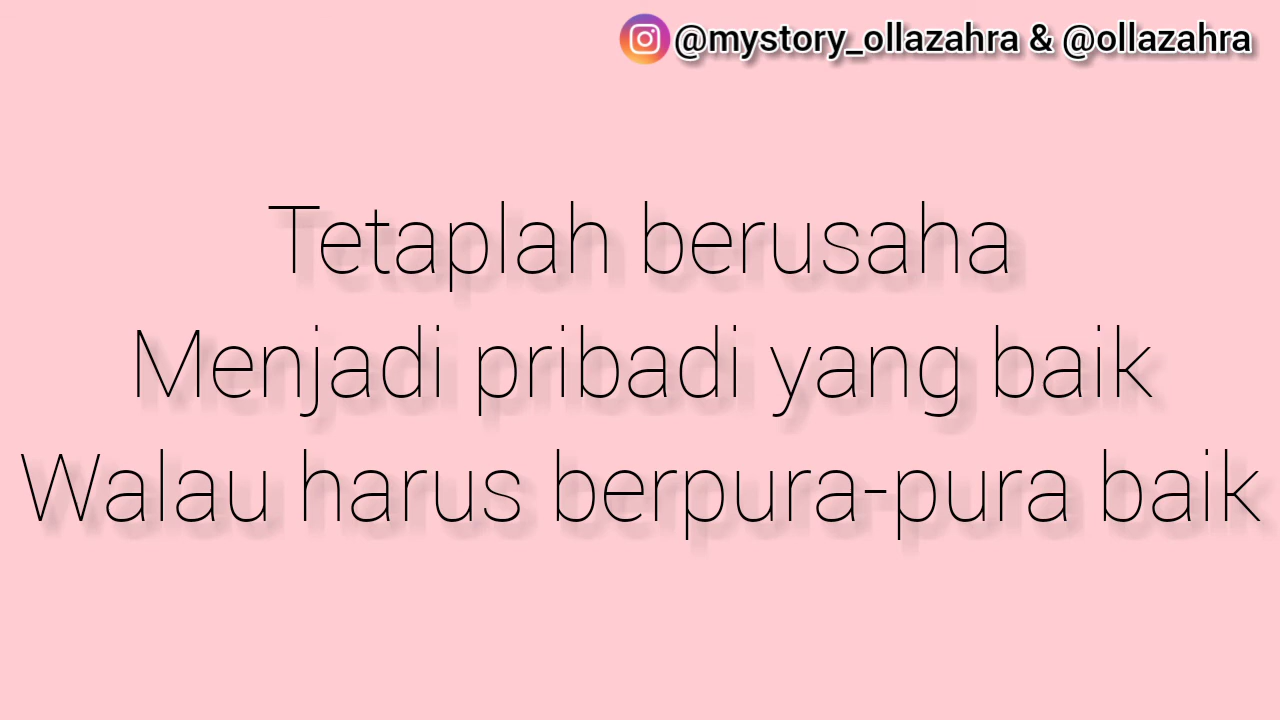 @mystory_ollazahra & @ollazahra
Tetaplah berusaha
Menjadi pribadi yang baik
Walau harus berpura-pura baik